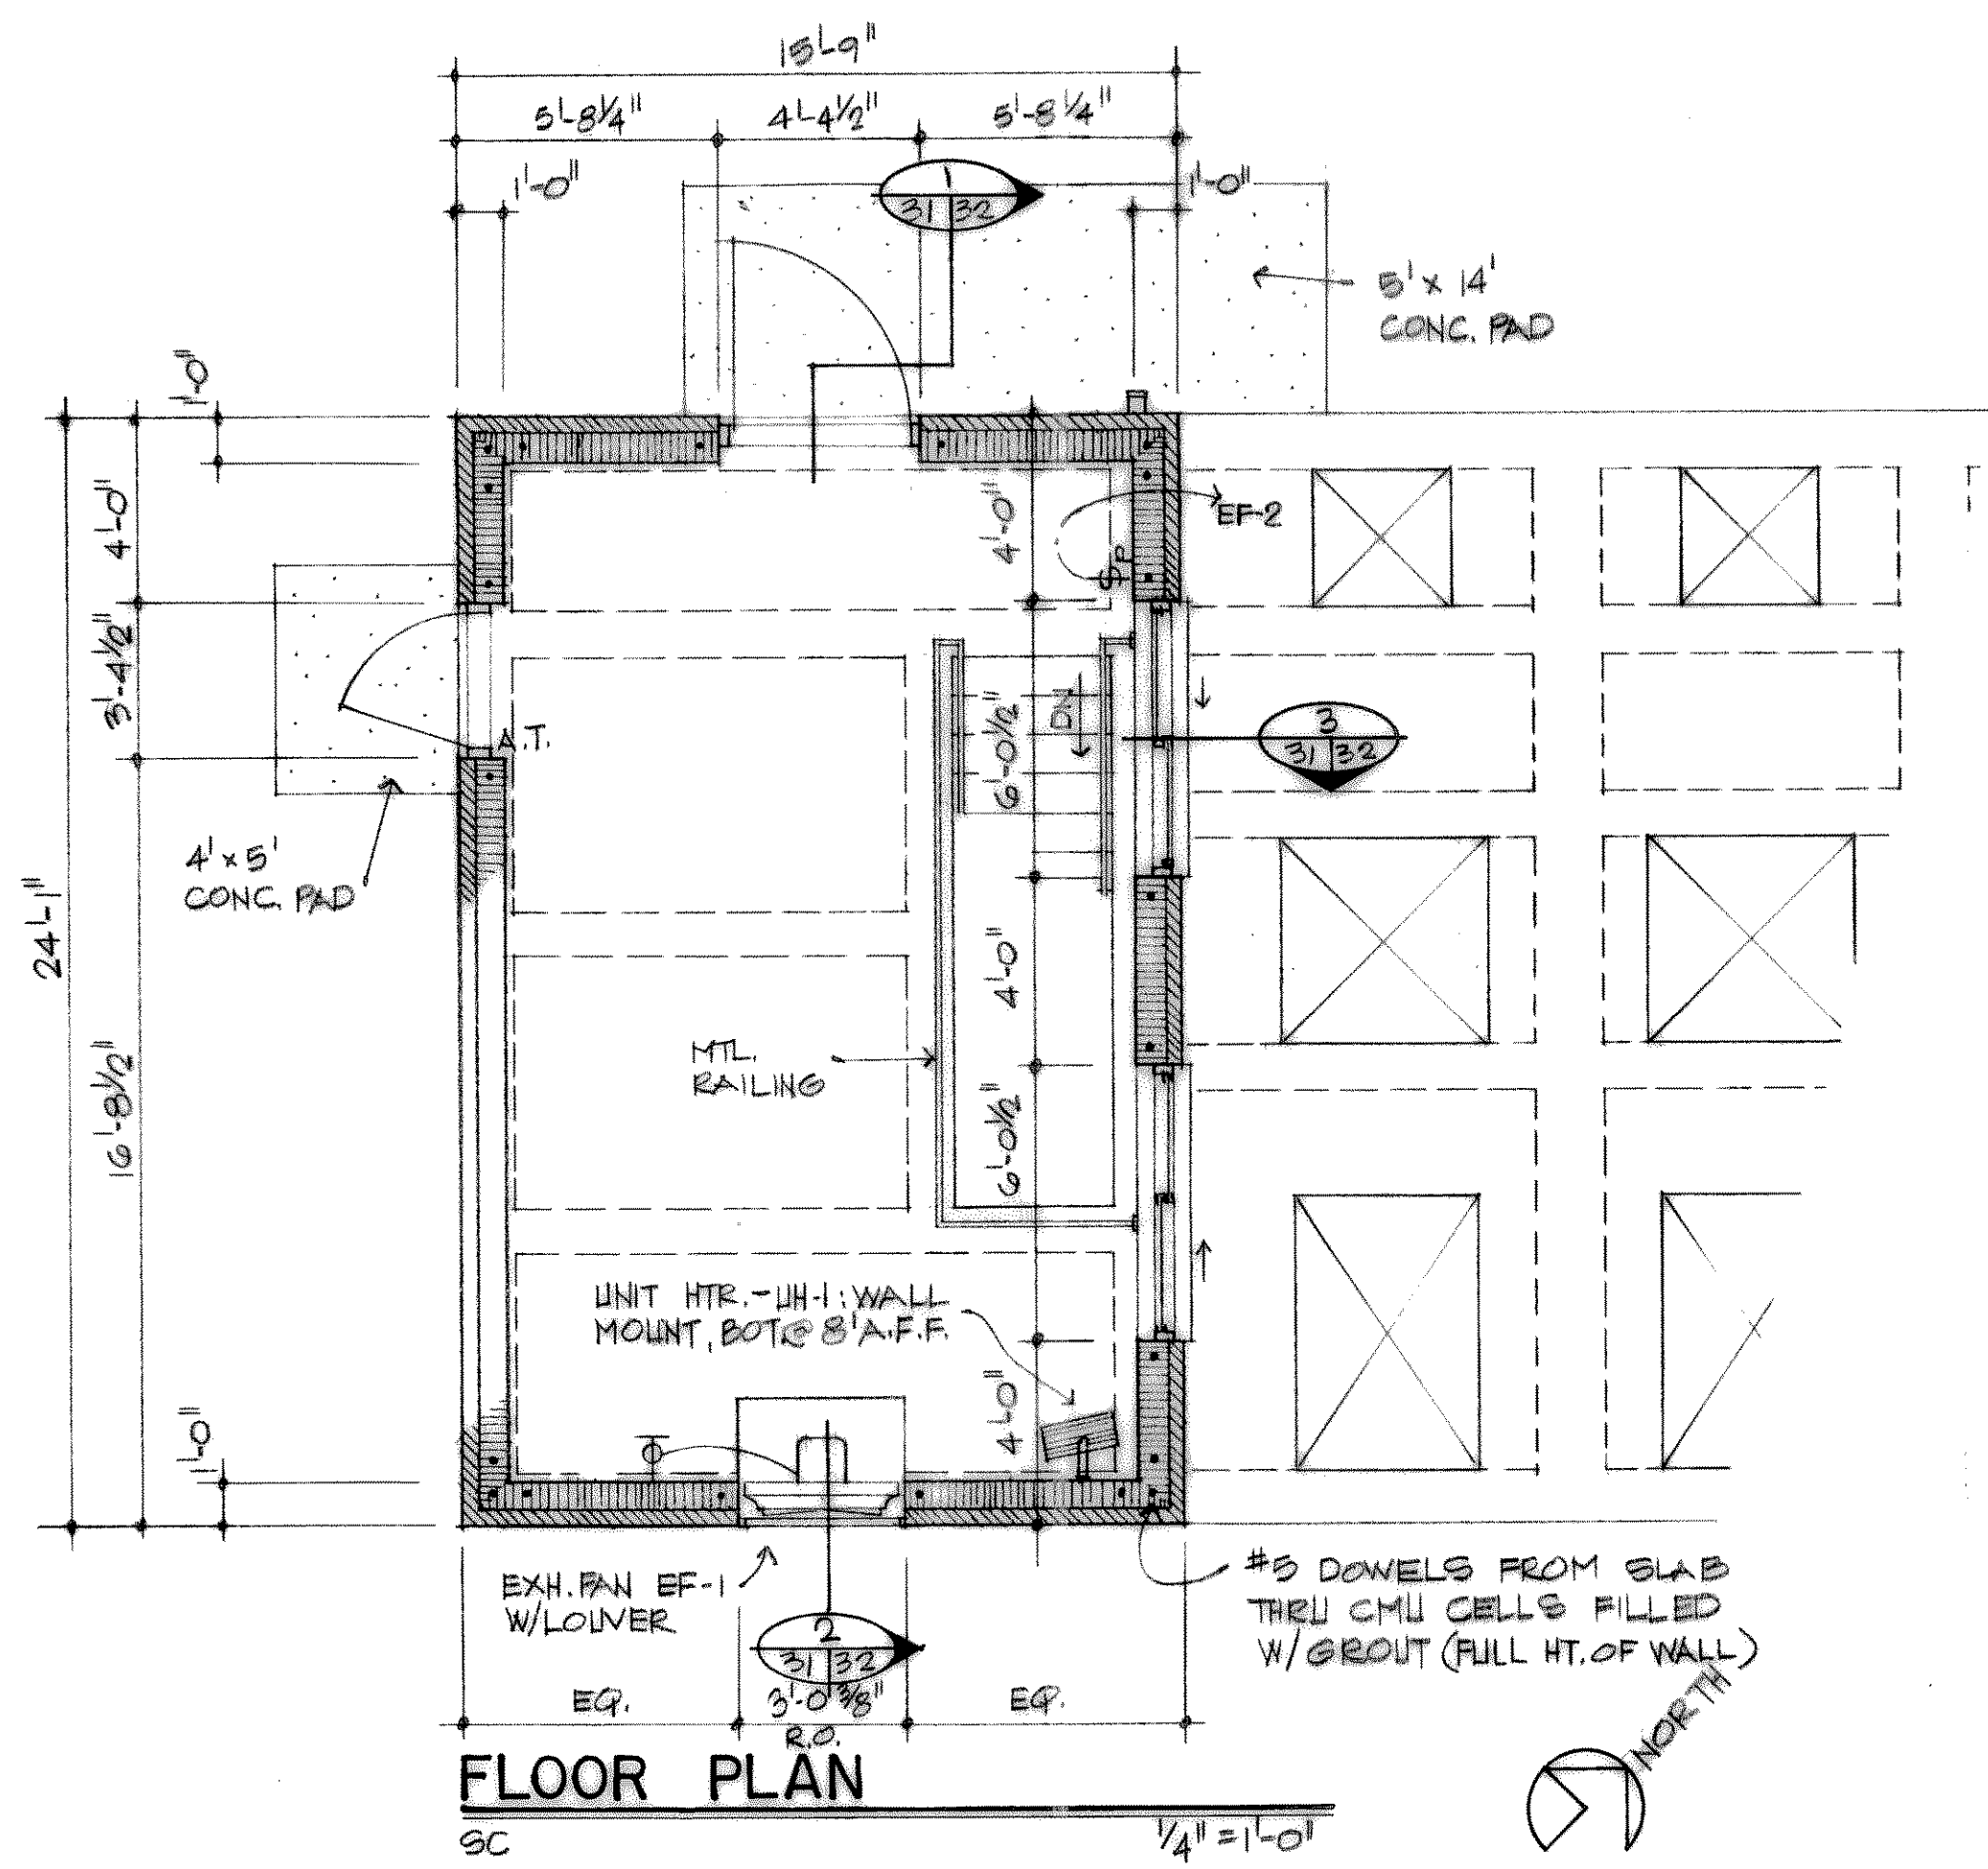 15'-9"
5'-8 1/4"
4'-4 1/2"
5'-8 1/4"
1'-0"
1
31 32
1'-0"
5' x 14'
CONC. PAD
1'-0"
4'-0"
4'-0"
EF-2
$P
3'-4 1/2"
A.T.
6'-0 1/2"
DN
3
31 32
4' x 5'
CONC. PAD
24'-1"
4'-0"
MTL.
RAILING
16'-8 1/2"
6'-0 1/2"
UNIT HTR.-UH-1: WALL
MOUNT, BOT. @ 8' A.F.F.
4'-0"
1'-0"
EXH. FAN EF-1
W/LOUVER
#5 DOWELS FROM SLAB
THRU CMU CELLS FILLED
W/ GROUT (FULL HT. OF WALL)
2
31 32
EQ.
3'-0 3/8"
R.O.
EQ.
NORTH
FLOOR PLAN
SC
1/4" = 1'-0"